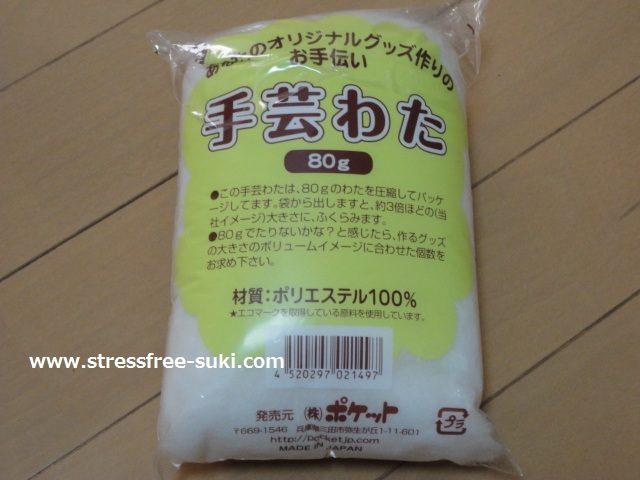 あなたのオリジナルグッズ作りの
お手伝い
手芸わた
80g
●この手芸わたは、80gのわたを圧縮してパッケ
ージしてます。袋から出しますと、約3倍ほどの(当
社イメージ)大きさに、ふくらみます。
●80gでたりないかな?と感じたら、作るグッズ
の大きさのボリュームイメージに合わせた個数を
お求め下さい。
材質:ポリエステル100%
★エコマークを取得している原料を使用しています。
www.stressfree-suki.com
4 520297 021497
発売元 (株)ポケット
〒669-1546 兵庫県三田市弥生が丘1-11-601
http://pocket.jp.com
MADE IN JAPAN
プラ